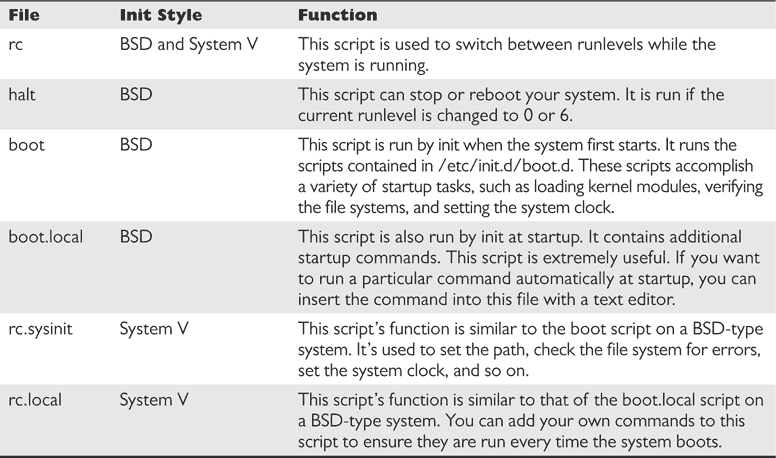 File Init Style Function
rc BSD and System V This script is used to switch between runlevels while the
system is running.
halt BSD This script can stop or reboot your system. It is run if the
current runlevel is changed to 0 or 6.
boot BSD This script is run by init when the system first starts. It runs the
scripts contained in /etc/init.d/boot.d. These scripts accomplish
a variety of startup tasks, such as loading kernel modules, verifying
the file systems, and setting the system clock.
boot.local BSD This script is also run by init at startup. It contains additional
startup commands. This script is extremely useful. If you want
to run a particular command automatically at startup, you can
insert the command into this file with a text editor.
rc.sysinit System V This script's function is similar to the boot script on a BSD-type
system. It's used to set the path, check the file system for errors,
set the system clock, and so on.
rc.local System V This script's function is similar to that of the boot.local script on
a BSD-type system. You can add your own commands to this
script to ensure they are run every time the system boots.